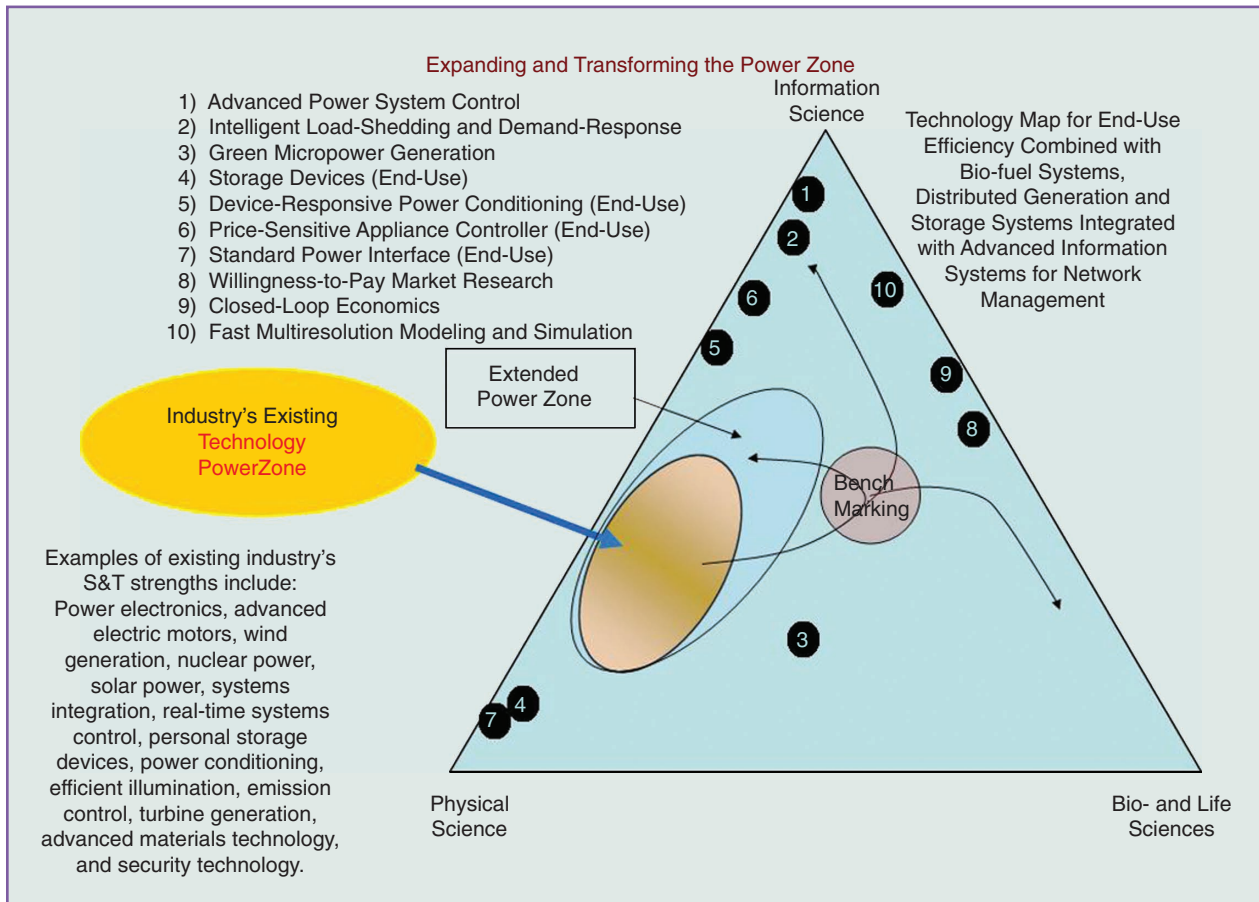 Expanding and Transforming the Power Zone
1) Advanced Power System Control
2) Intelligent Load-Shedding and Demand-Response
3) Green Micropower Generation
4) Storage Devices (End-Use)
5) Device-Responsive Power Conditioning (End-Use)
6) Price-Sensitive Appliance Controller (End-Use)
7) Standard Power Interface (End-Use)
8) Willingness-to-Pay Market Research
9) Closed-Loop Economics
10) Fast Multiresolution Modeling and Simulation
Information
Science
Technology Map for End-Use
Efficiency Combined with
Bio-fuel Systems,
Distributed Generation and
Storage Systems Integrated
with Advanced Information
Systems for Network
Management
1
2
10
6
5
9
8
Extended
Power Zone
Industry's Existing
Technology
PowerZone
Bench
Marking
Examples of existing industry's
S&T strengths include:
Power electronics, advanced
electric motors, wind
generation, nuclear power,
solar power, systems
integration, real-time systems
control, personal storage
devices, power conditioning,
efficient illumination, emission
control, turbine generation,
advanced materials technology,
and security technology.
3
4
7
Physical
Science
Bio- and Life
Sciences